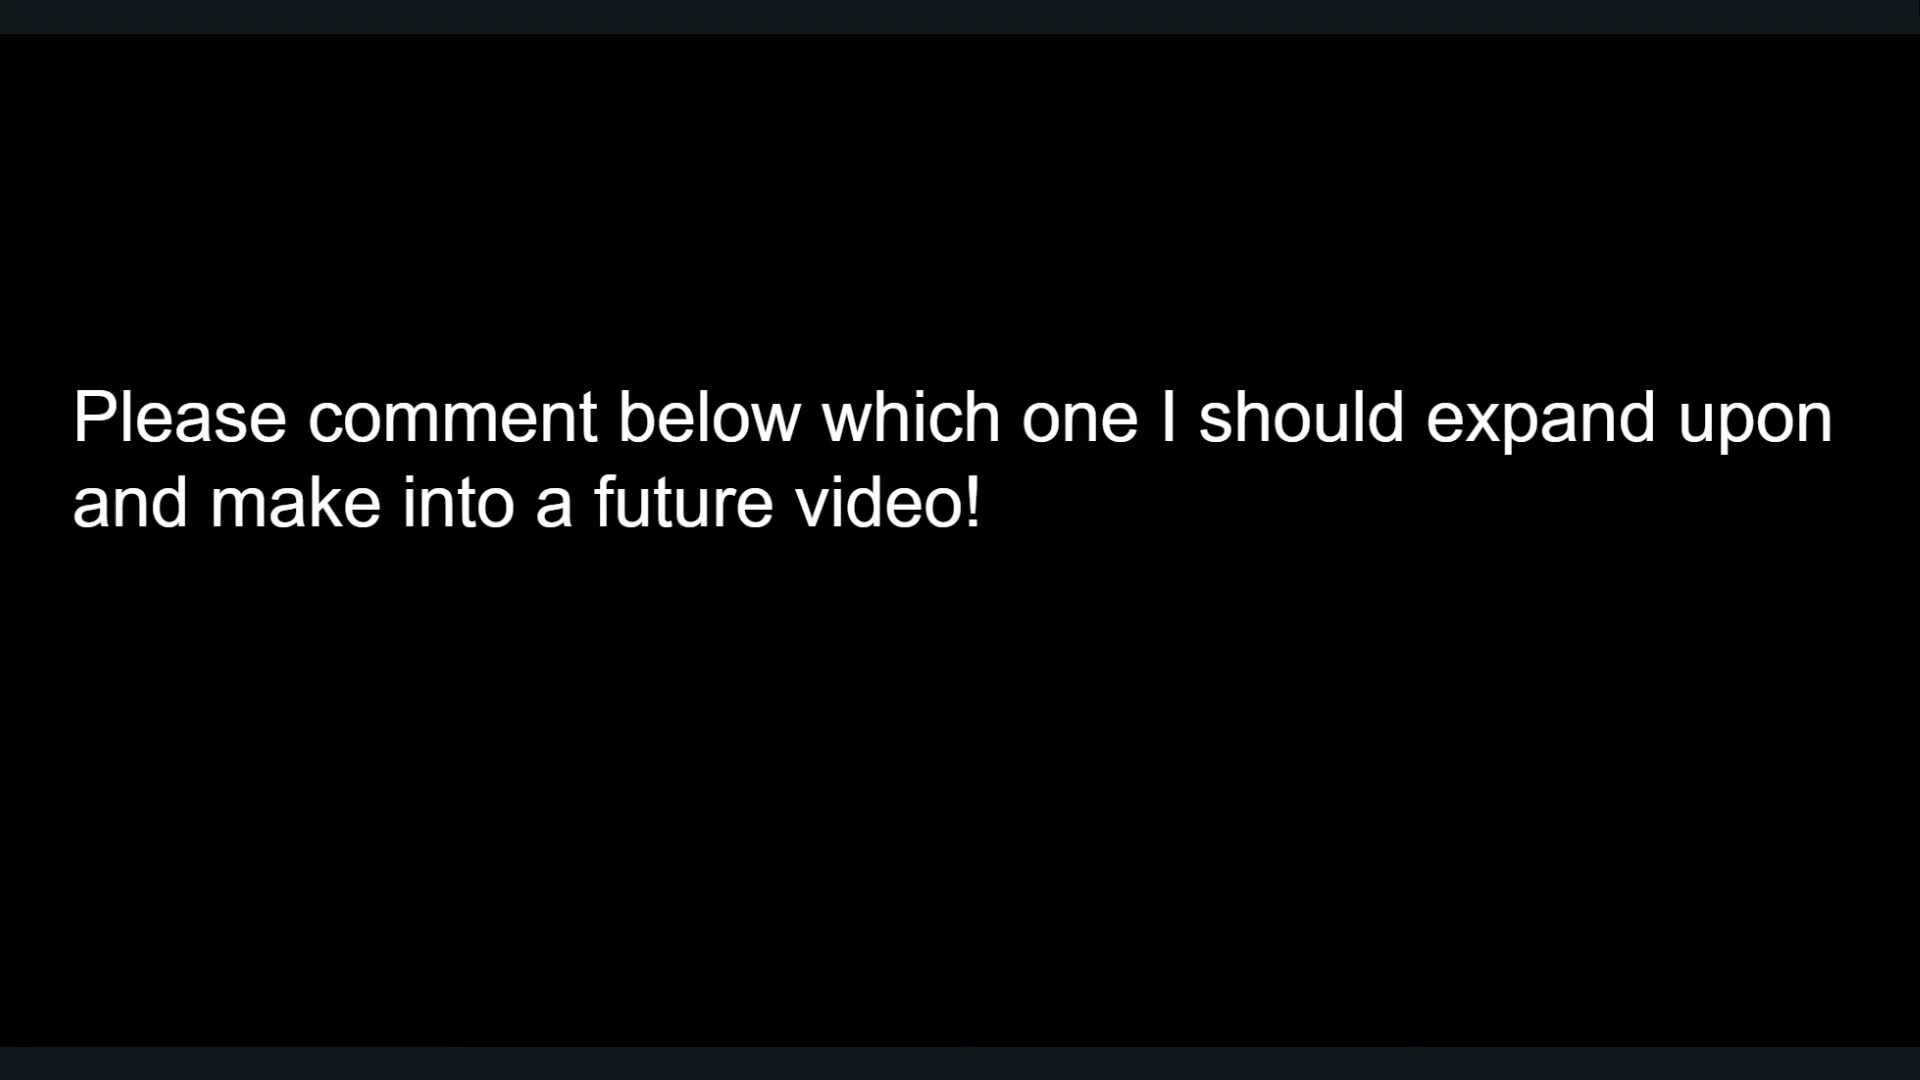 Please comment below which one I should expand upon
and make into a future video!